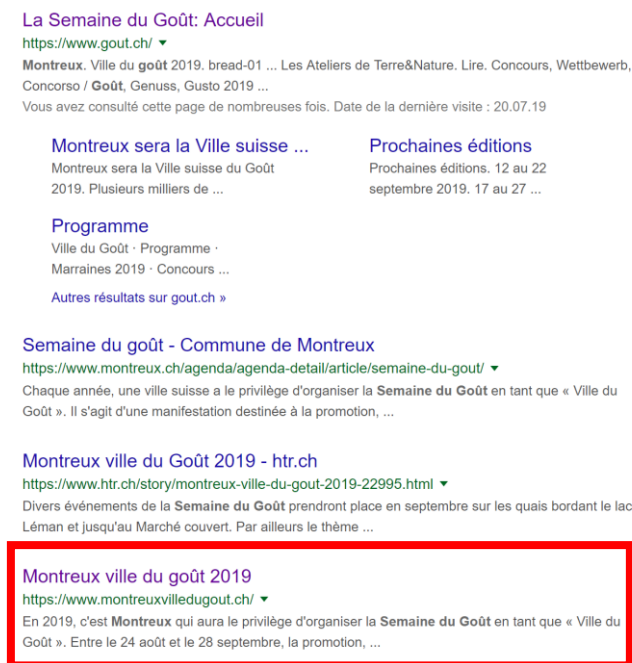 La Semaine du Goût: Accueil
https://www.gout.ch/
Montreux. Ville du goût 2019. bread-01 ... Les Ateliers de Terre&Nature. Lire. Concours, Wettbewerb,
Concorso / Goût, Genuss, Gusto 2019 ...
Vous avez consulté cette page de nombreuses fois. Date de la dernière visite : 20.07.19
Montreux sera la Ville suisse ...
Montreux sera la Ville suisse du Goût
2019. Plusieurs milliers de ...
Prochaines éditions
Prochaines éditions. 12 au 22
septembre 2019. 17 au 27 ...
Programme
Ville du Goût · Programme ·
Marraines 2019 · Concours ...
Autres résultats sur gout.ch »
Semaine du goût - Commune de Montreux
https://www.montreux.ch/agenda/agenda-detail/article/semaine-du-gout/
Chaque année, une ville suisse a le privilège d'organiser la Semaine du Goût en tant que « Ville du
Goût ». Il s'agit d'une manifestation destinée à la promotion, ...
Montreux ville du Goût 2019 - htr.ch
https://www.htr.ch/story/montreux-ville-du-gout-2019-22995.html
Divers événements de la Semaine du Goût prendront place en septembre sur les quais bordant le lac
Léman et jusqu'au Marché couvert. Par ailleurs le thème ...
Montreux ville du goût 2019
https://www.montreuxvilledugout.ch/
En 2019, c'est Montreux qui aura le privilège d'organiser la Semaine du Goût en tant que « Ville du
Goût ». Entre le 24 août et le 28 septembre, la promotion, ...